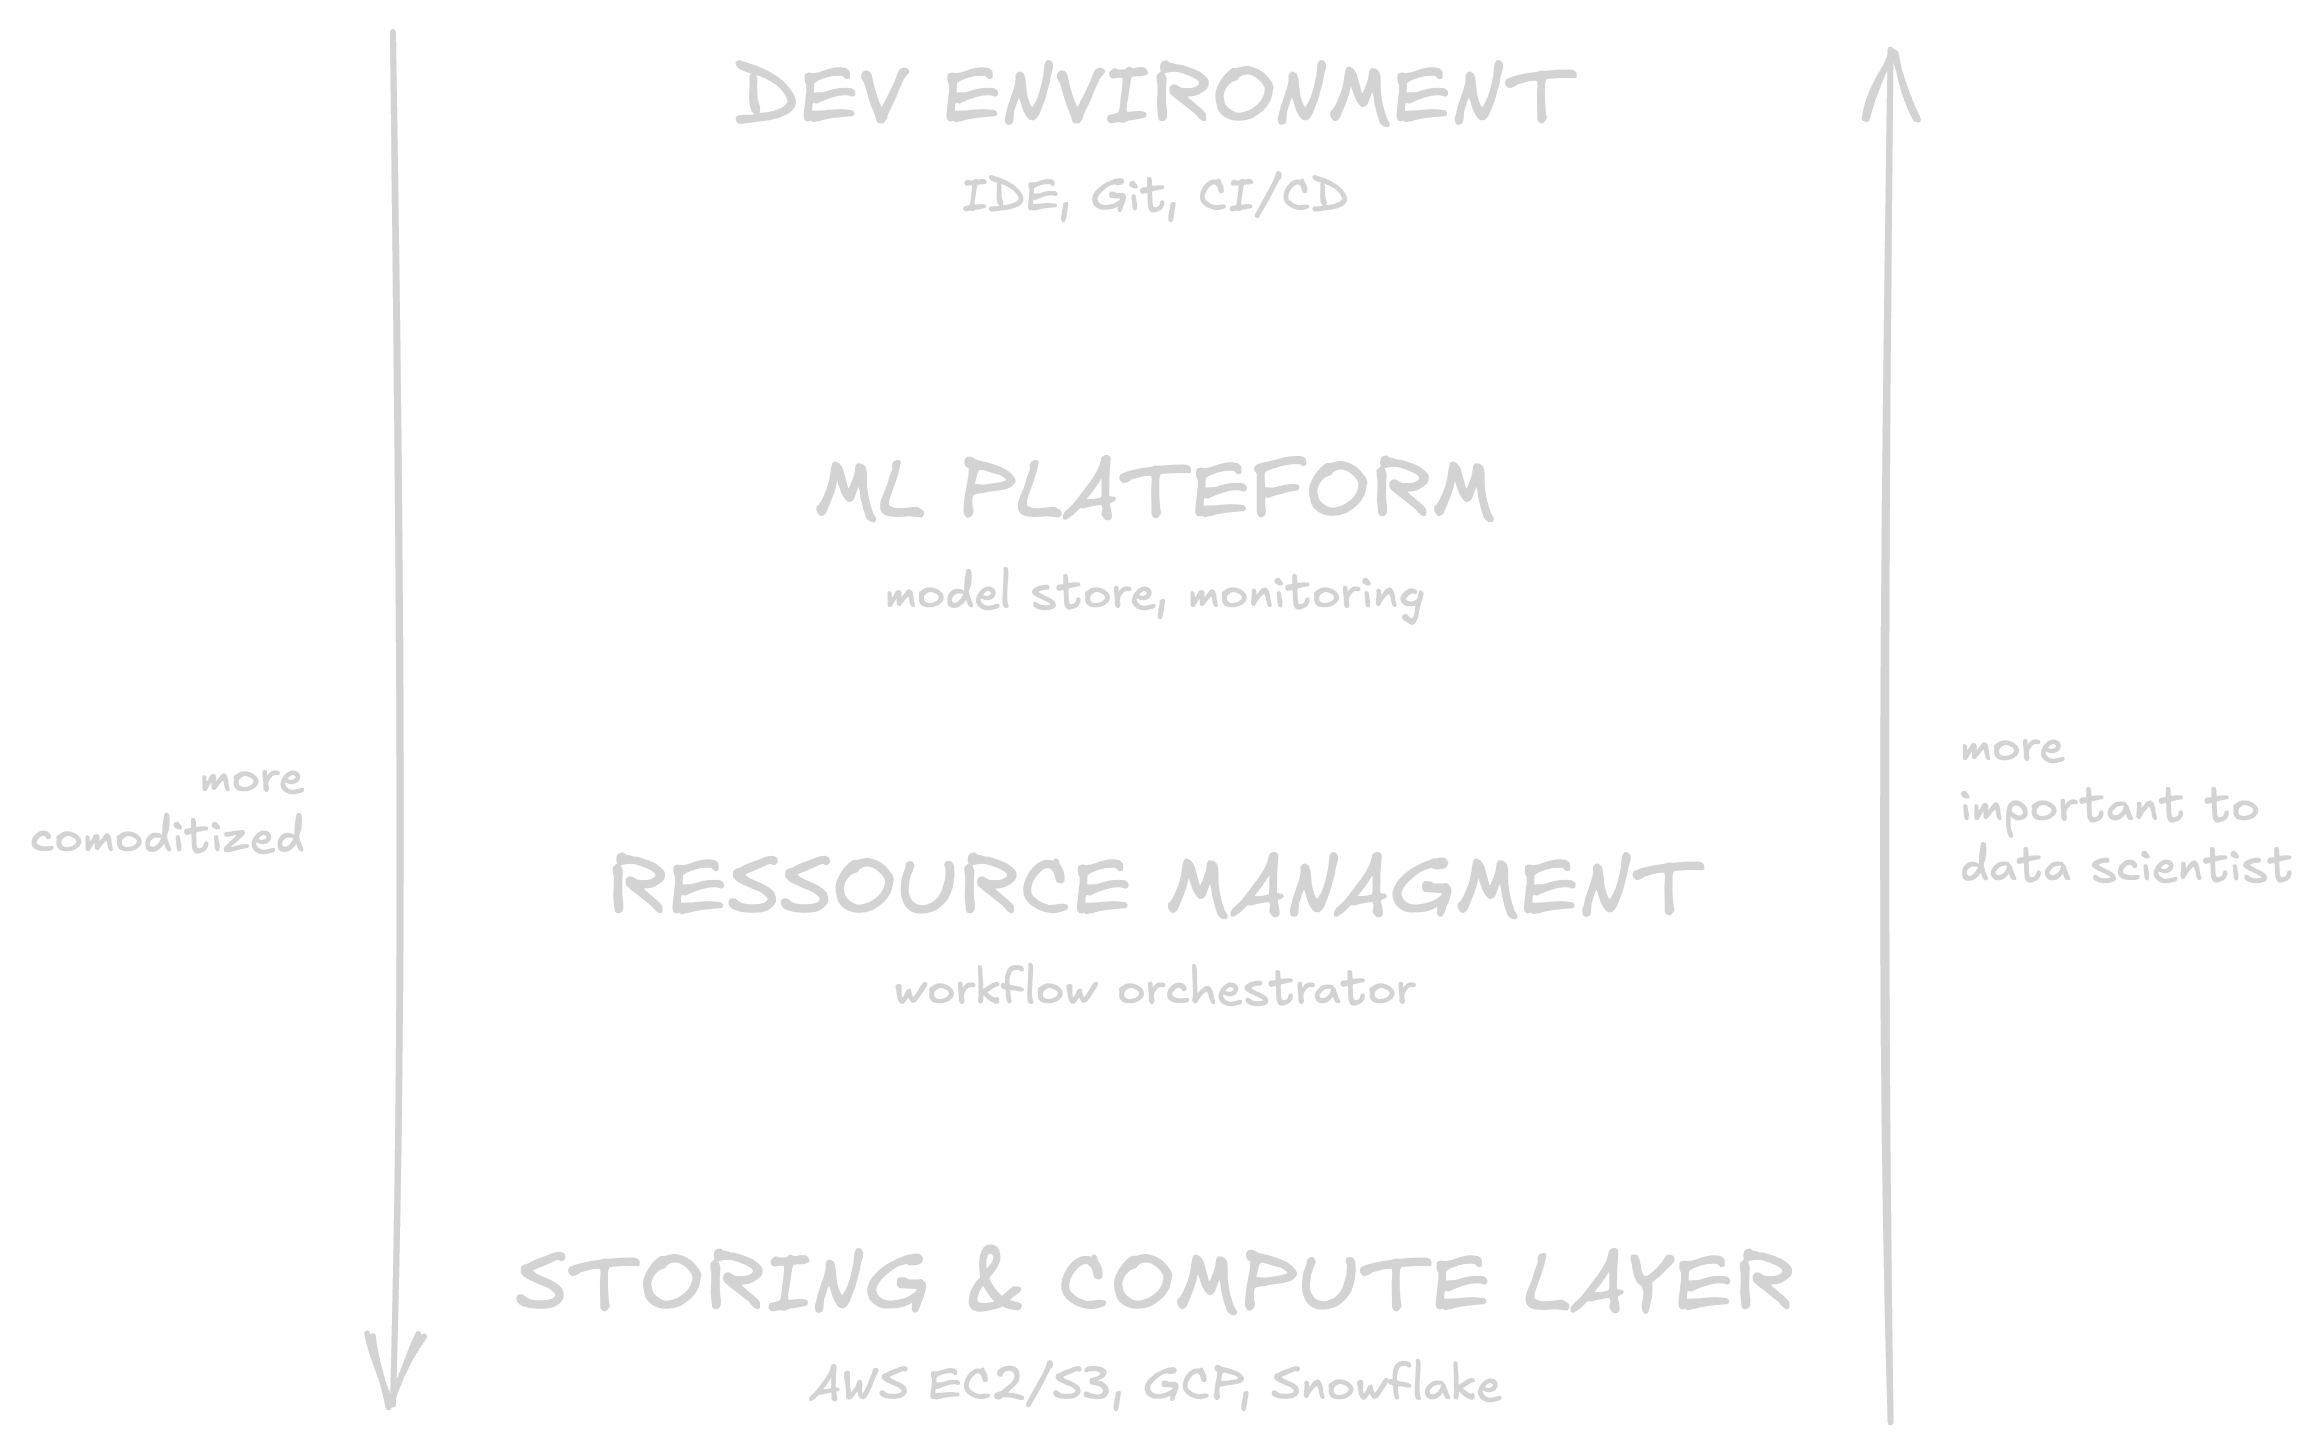 DEV ENVIRONMENT
IDE, Git, CI/CD
ML PLATEFORM
model store, monitoring
more
comoditized
more
important to
data scientist
RESSOURCE MANAGMENT
workflow orchestrator
STORING & COMPUTE LAYER
AWS EC2/S3, GCP, Snowflake